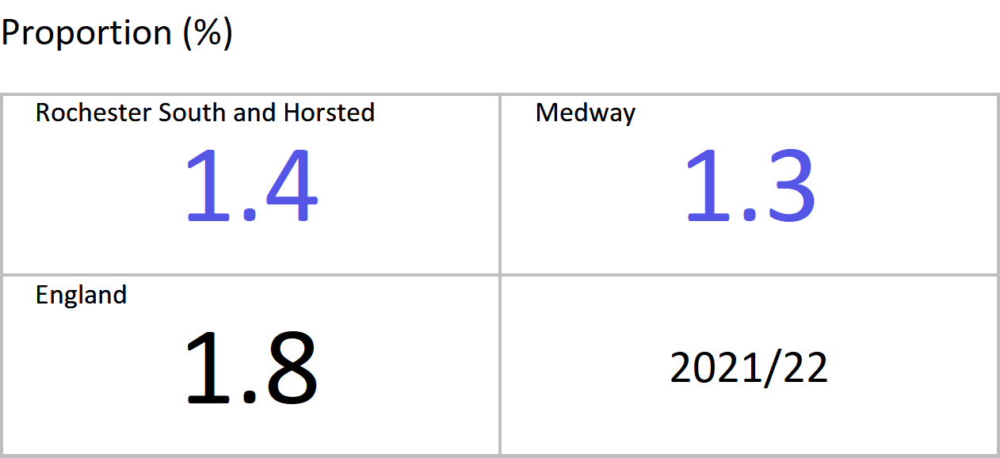 Proportion (%)
Rochester South and Horsted
1.4
Medway
1.3
England
1.8
2021/22